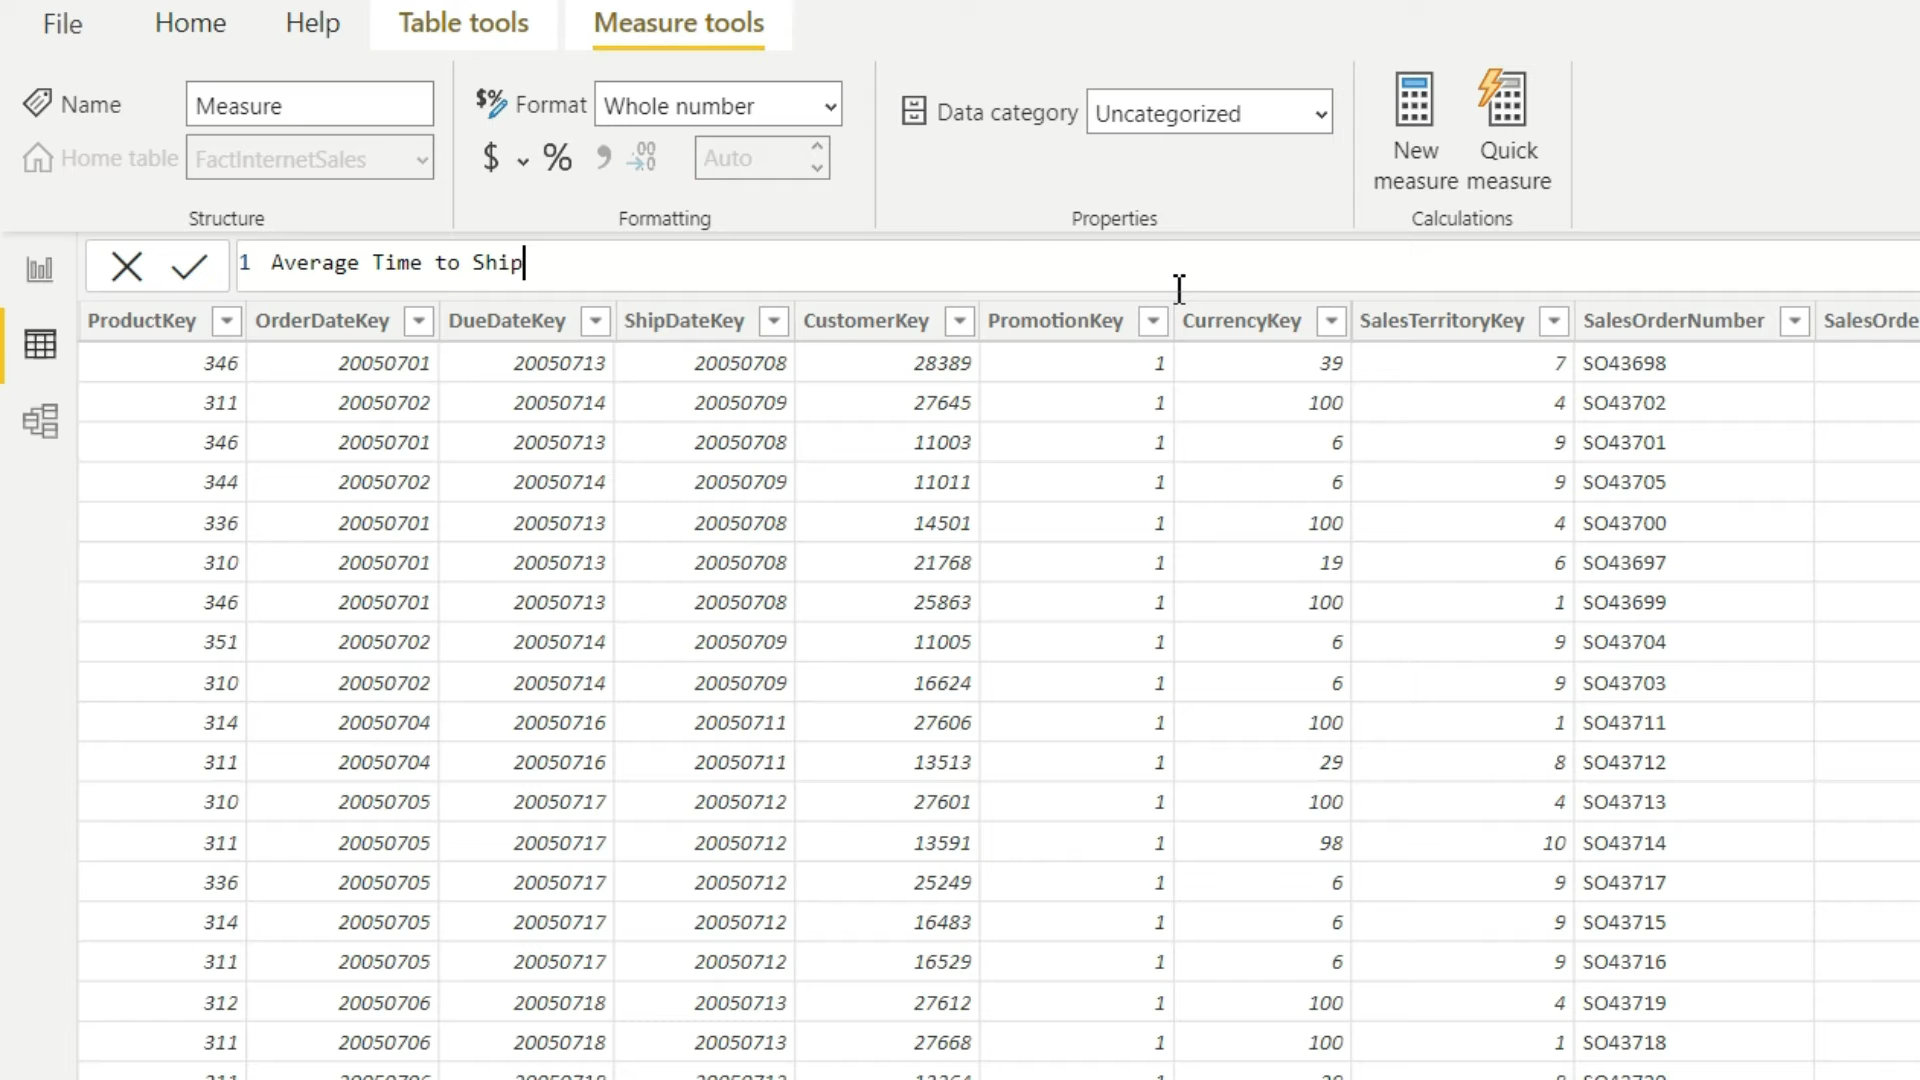 File Home Help Table tools Measure tools
Name Measure $% Format Whole number Data category Uncategorized
Home table FactInternetSales $ % , .00 →.0 Auto
New measure
Quick measure
Structure Formatting Properties Calculations
1 Average Time to Ship
ProductKey OrderDateKey DueDateKey ShipDateKey CustomerKey PromotionKey CurrencyKey SalesTerritoryKey SalesOrderNumber SalesOrde
346 20050701 20050713 20050708 28389 1 39 7 SO43698
311 20050702 20050714 20050709 27645 1 100 4 SO43702
346 20050701 20050713 20050708 11003 1 6 9 SO43701
344 20050702 20050714 20050709 11011 1 6 9 SO43705
336 20050701 20050713 20050708 14501 1 100 4 SO43700
310 20050701 20050713 20050708 21768 1 19 6 SO43697
346 20050701 20050713 20050708 25863 1 100 1 SO43699
351 20050702 20050714 20050709 11005 1 6 9 SO43704
310 20050702 20050714 20050709 16624 1 6 9 SO43703
314 20050704 20050716 20050711 27606 1 100 1 SO43711
311 20050704 20050716 20050711 13513 1 29 8 SO43712
310 20050705 20050717 20050712 27601 1 100 4 SO43713
311 20050705 20050717 20050712 13591 1 98 10 SO43714
336 20050705 20050717 20050712 25249 1 6 9 SO43717
314 20050705 20050717 20050712 16483 1 6 9 SO43715
311 20050705 20050717 20050712 16529 1 6 9 SO43716
312 20050706 20050718 20050713 27612 1 100 4 SO43719
311 20050706 20050718 20050713 27668 1 100 1 SO43718